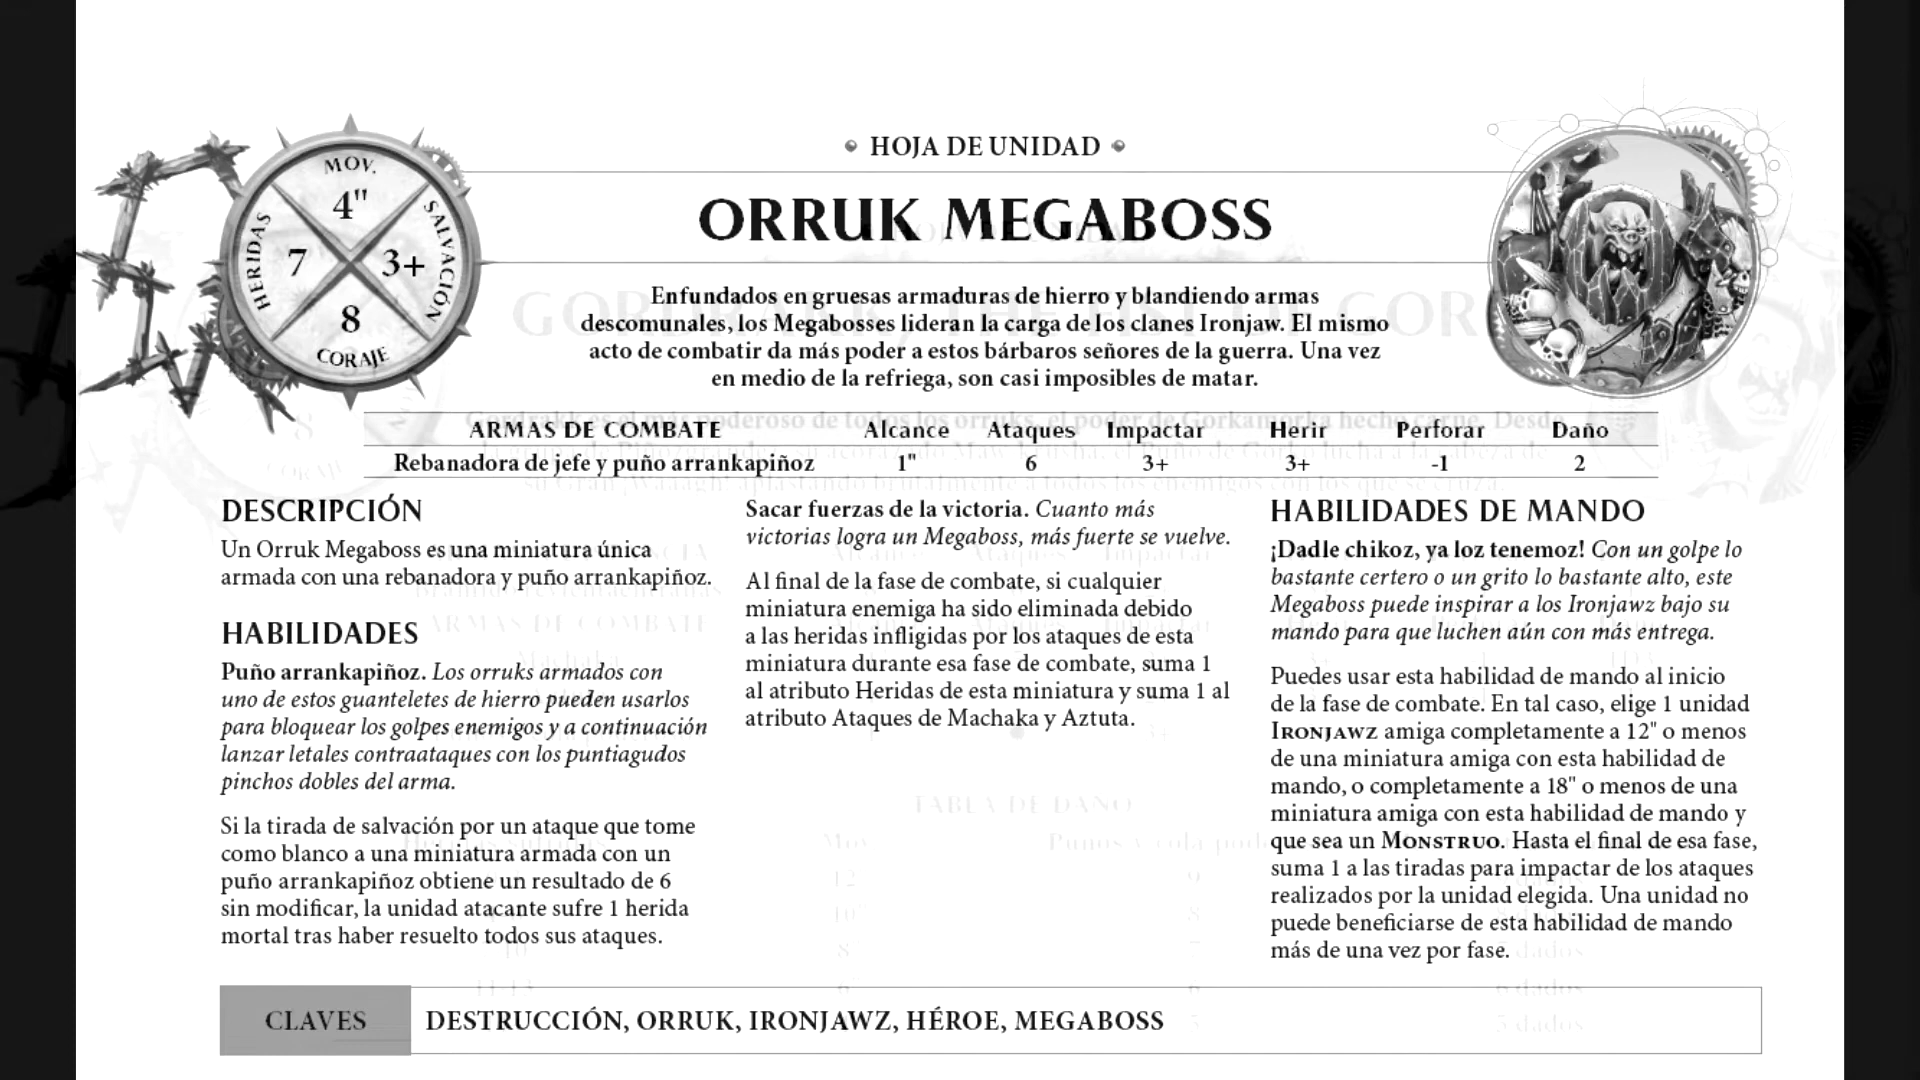 HOJA DE UNIDAD
ORRUK MEGABOSS
MOV.
4"
HERIDAS
7
3+
SALVACIÓN
8
CORAJE
Enfundados en gruesas armaduras de hierro y blandiendo armas
descomunales, los Megabosses lideran la carga de los clanes Ironjaw. El mismo
acto de combatir da más poder a estos bárbaros señores de la guerra. Una vez
en medio de la refriega, son casi imposibles de matar.
ARMAS DE COMBATE Alcance Ataques Impactar Herir Perforar Daño
Rebanadora de jefe y puño arrankapiñoz 1" 6 3+ 3+ -1 2
DESCRIPCIÓN
Un Orruk Megaboss es una miniatura única
armada con una rebanadora y puño arrankapiñoz.
HABILIDADES
Puño arrankapiñoz. Los orruks armados con
uno de estos guanteletes de hierro pueden usarlos
para bloquear los golpes enemigos y a continuación
lanzar letales contraataques con los puntiagudos
pinchos dobles del arma.
Si la tirada de salvación por un ataque que tome
como blanco a una miniatura armada con un
puño arrankapiñoz obtiene un resultado de 6
sin modificar, la unidad atacante sufre 1 herida
mortal tras haber resuelto todos sus ataques.
Sacar fuerzas de la victoria. Cuanto más
victorias logra un Megaboss, más fuerte se vuelve.
Al final de la fase de combate, si cualquier
miniatura enemiga ha sido eliminada debido
a las heridas infligidas por los ataques de esta
miniatura durante esa fase de combate, suma 1
al atributo Heridas de esta miniatura y suma 1 al
atributo Ataques de Machaka y Aztuta.
HABILIDADES DE MANDO
¡Dadle chikoz, ya loz tenemoz! Con un golpe lo
bastante certero o un grito lo bastante alto, este
Megaboss puede inspirar a los Ironjawz bajo su
mando para que luchen aún con más entrega.
Puedes usar esta habilidad de mando al inicio
de la fase de combate. En tal caso, elige 1 unidad
IRONJAWZ amiga completamente a 12" o menos
de una miniatura amiga con esta habilidad de
mando, o completamente a 18" o menos de una
miniatura amiga con esta habilidad de mando y
que sea un MONSTRUO. Hasta el final de esa fase,
suma 1 a las tiradas para impactar de los ataques
realizados por la unidad elegida. Una unidad no
puede beneficiarse de esta habilidad de mando
más de una vez por fase.
CLAVES DESTRUCCIÓN, ORRUK, IRONJAWZ, HÉROE, MEGABOSS